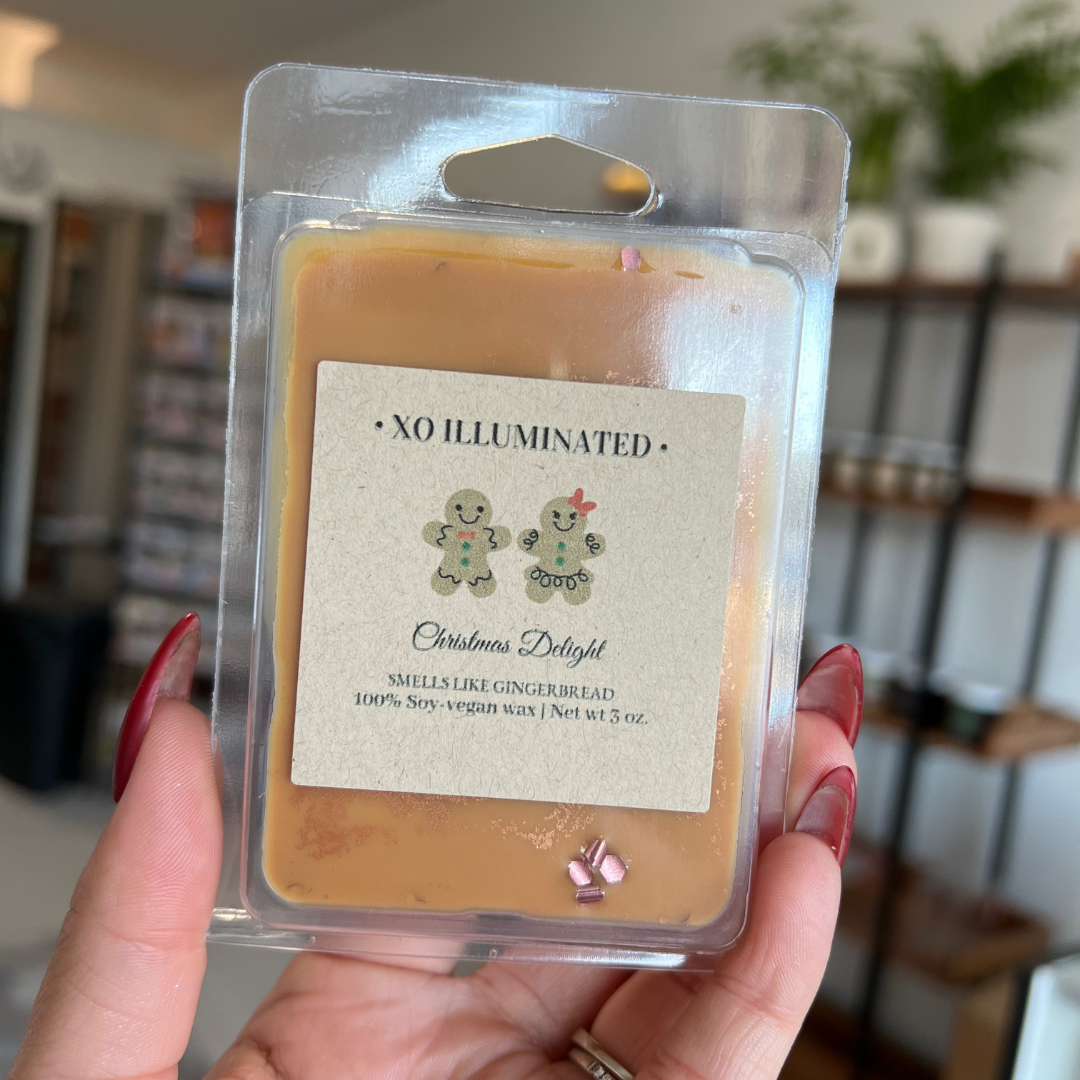 • XO ILLUMINATED •
Christmas Delight
SMELLS LIKE GINGERBREAD
100% Soy-vegan wax | Net wt 3 oz.